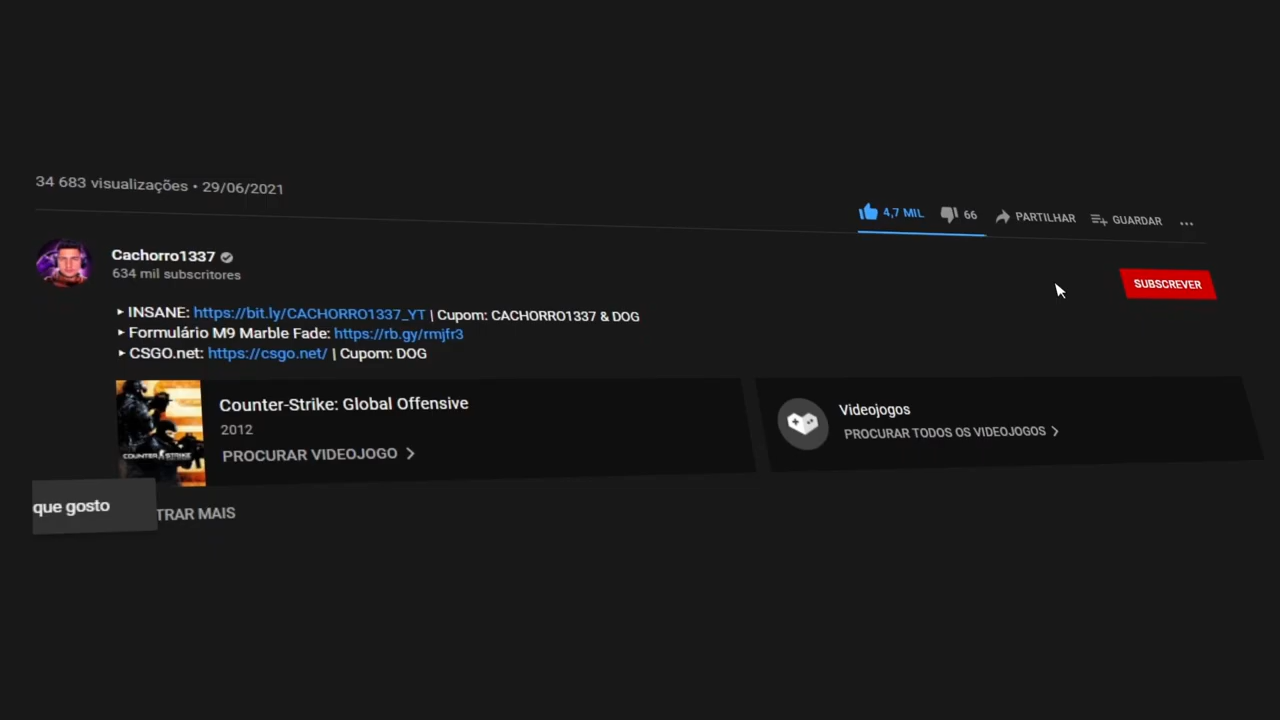 34 683 visualizações • 29/06/2021
4,7 MIL
66
PARTILHAR
GUARDAR
Cachorro1337
634 mil subscritores
SUBSCREVER
▸ INSANE: https://bit.ly/CACHORRO1337_YT | Cupom: CACHORRO1337 & DOG
▸ Formulário M9 Marble Fade: https://rb.gy/rmjfr3
▸ CSGO.net: https://csgo.net/ | Cupom: DOG
COUNTER STRIKE
Counter-Strike: Global Offensive
2012
PROCURAR VIDEOJOGO
Videojogos
PROCURAR TODOS OS VIDEOJOGOS
que gosto
TRAR MAIS